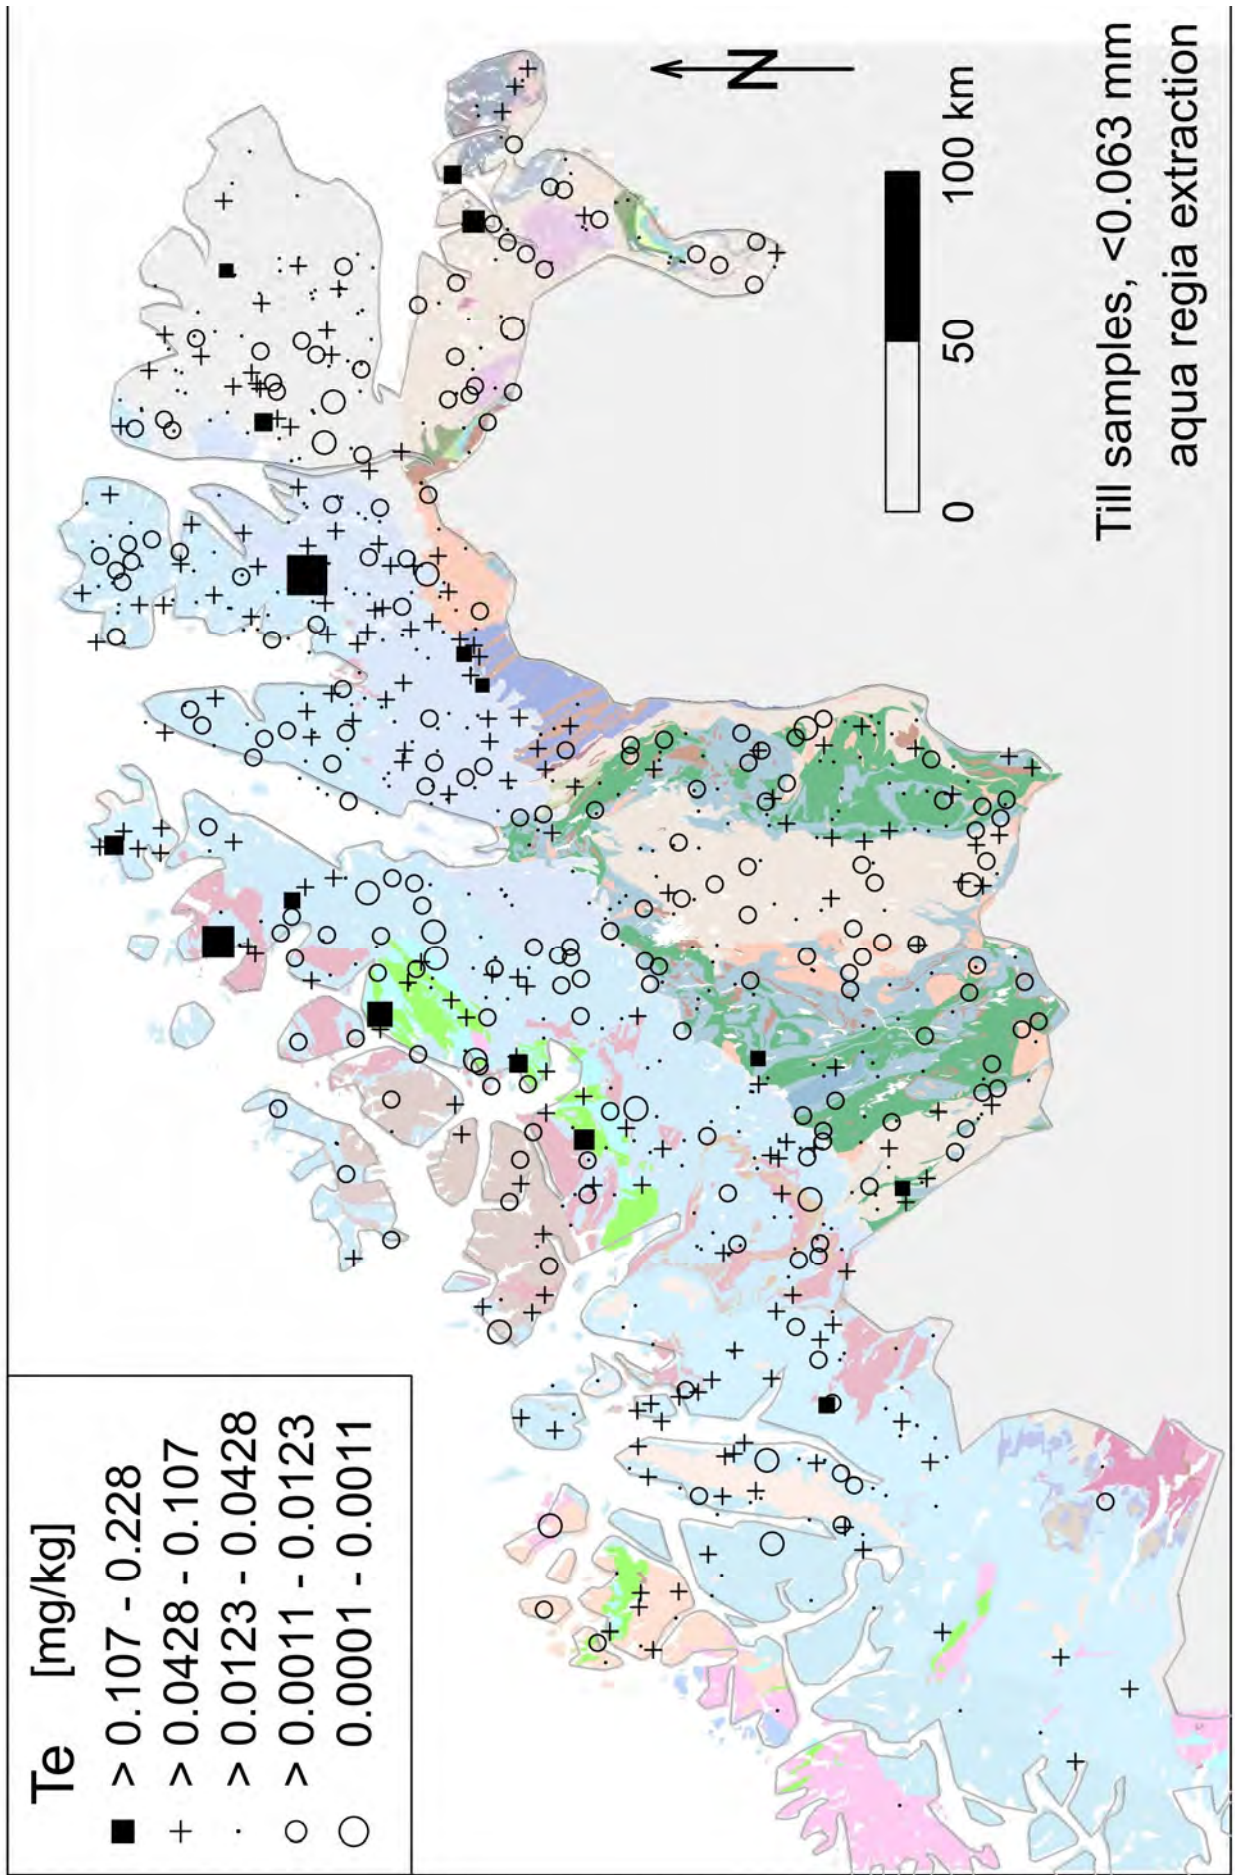 Te [mg/kg]
> 0.107 - 0.228
> 0.0428 - 0.107
> 0.0123 - 0.0428
> 0.0011 - 0.0123
0.0001 - 0.0011
N
0 50 100 km
Till samples, <0.063 mm
aqua regia extraction